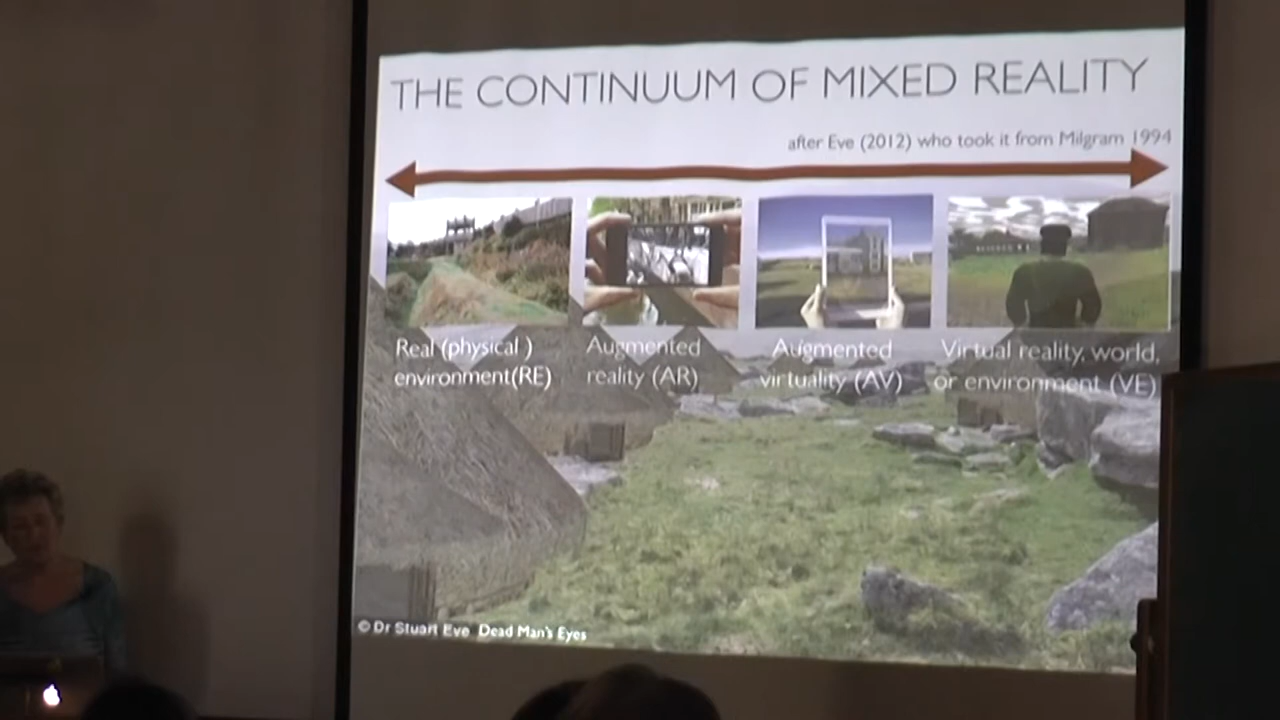 THE CONTINUUM OF MIXED REALITY
after Eve (2012) who took it from Milgram 1994
Real (physical )
environment(RE)
Augmented
reality (AR)
Augmented
virtuality (AV)
Virtual reality, world,
or environment (VE)
© Dr Stuart Eve Dead Man's Eyes